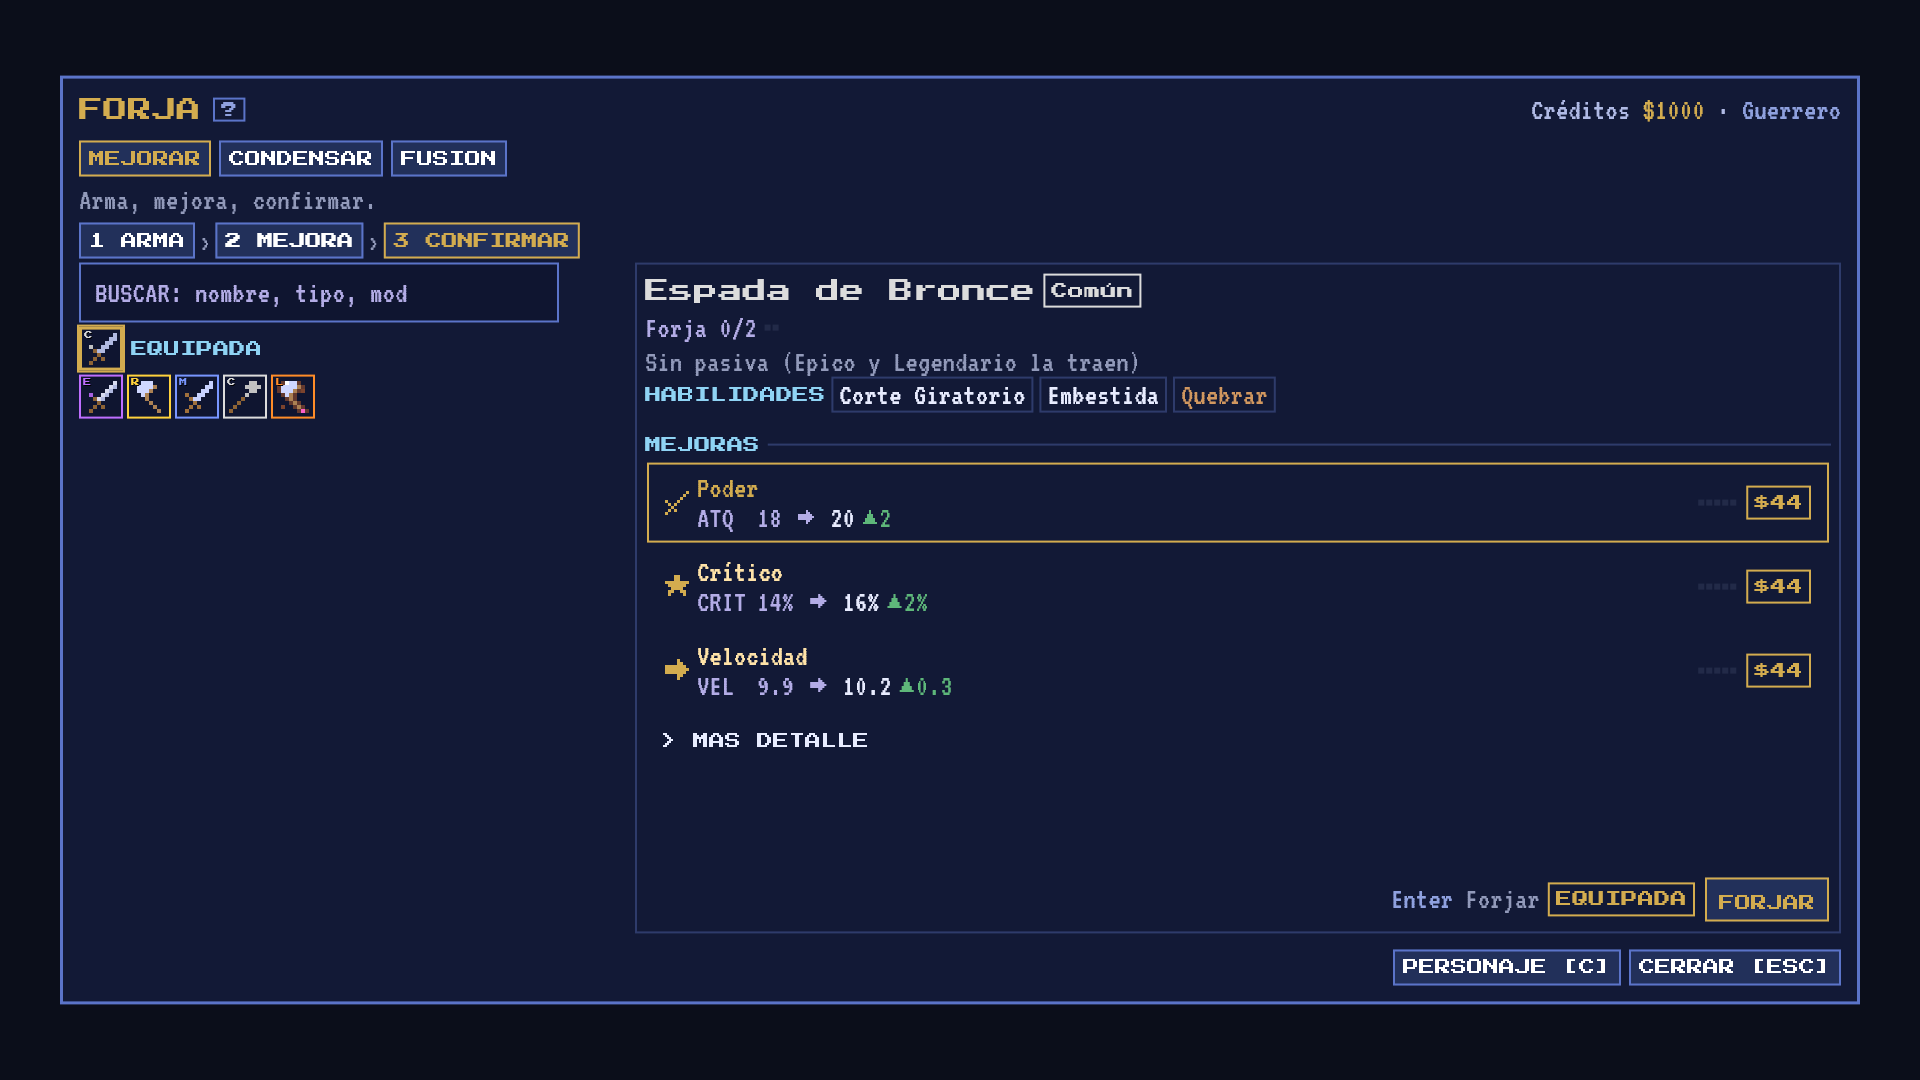 FORJA ?
Créditos $1000 · Guerrero
MEJORAR CONDENSAR FUSION
Arma, mejora, confirmar.
1 ARMA › 2 MEJORA › 3 CONFIRMAR
BUSCAR: nombre, tipo, mod
C EQUIPADA
E R M C L
Espada de Bronce Común
Forja 0/2
Sin pasiva (Epico y Legendario la traen)
HABILIDADES Corte Giratorio Embestida Quebrar
MEJORAS
Poder
ATQ 18 → 20 ▲2
$44
Crítico
CRIT 14% → 16% ▲2%
$44
Velocidad
VEL 9.9 → 10.2 ▲0.3
$44
> MAS DETALLE
Enter Forjar EQUIPADA FORJAR
PERSONAJE [C] CERRAR [ESC]